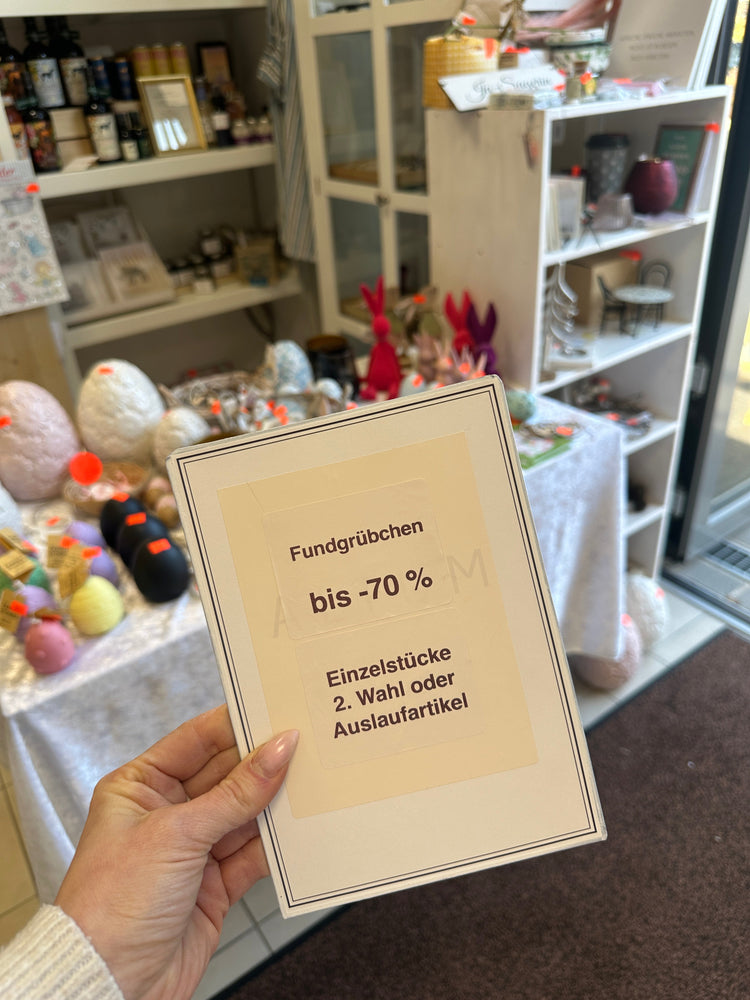 Fundgrübchen
bis -70 %
Einzelstücke
2. Wahl oder
Auslaufartikel